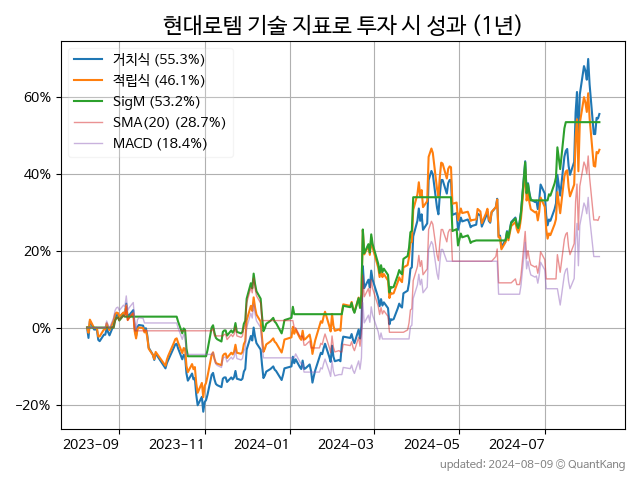 현대로템 기술 지표로 투자 시 성과 (1년)
거치식 (55.3%)
적립식 (46.1%)
SigM (53.2%)
SMA(20) (28.7%)
MACD (18.4%)
60%
40%
20%
0%
−20%
2023-09 2023-11 2024-01 2024-03 2024-05 2024-07
updated: 2024-08-09 © QuantKang